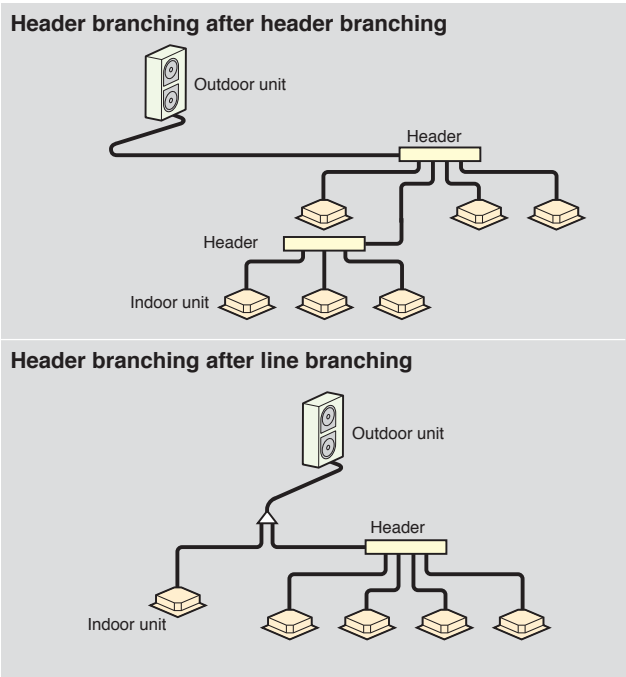 Header branching after header branching
Outdoor unit
Header
Header
Indoor unit
Header branching after line branching
Outdoor unit
Header
Indoor unit